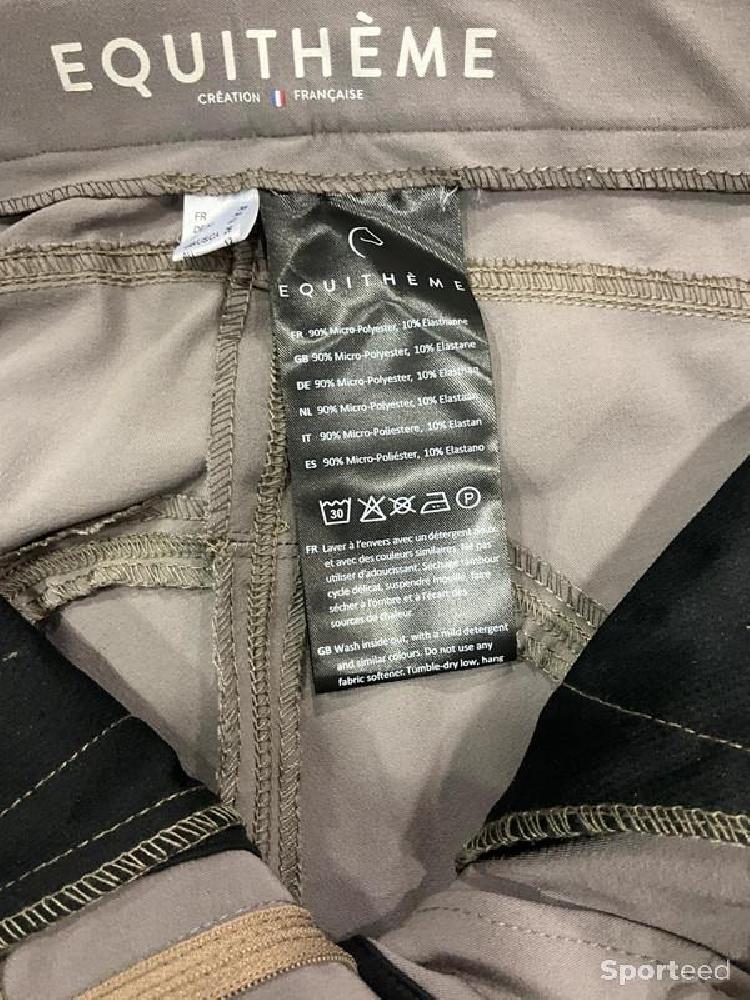 EQUITHÈME
CRÉATION FRANÇAISE
FR
EQUITHÈME
FR 90% Micro-Polyester, 10% Elasthanne
GB 90% Micro-Polyester, 10% Elastane
DE 90% Micro-Polyester, 10% Elasthan
NL 90% Micro-Polyester, 10% Elastaan
IT 90% Micro-Poliestere, 10% Elastan
ES 90% Micro-Poliéster, 10% Elastano
30
P
FR Laver à l'envers avec un détergent doux
et avec des couleurs similaires. Ne pas
utiliser d'adoucissant. Séchage tambour
cycle délicat, suspendre impulle, faire
sécher à l'ombre et à l'écart des
sources de chaleur.
GB Wash inside out, with a mild detergent
and similar colours. Do not use any
fabric softener. Tumble-dry low, hang
Sporteed